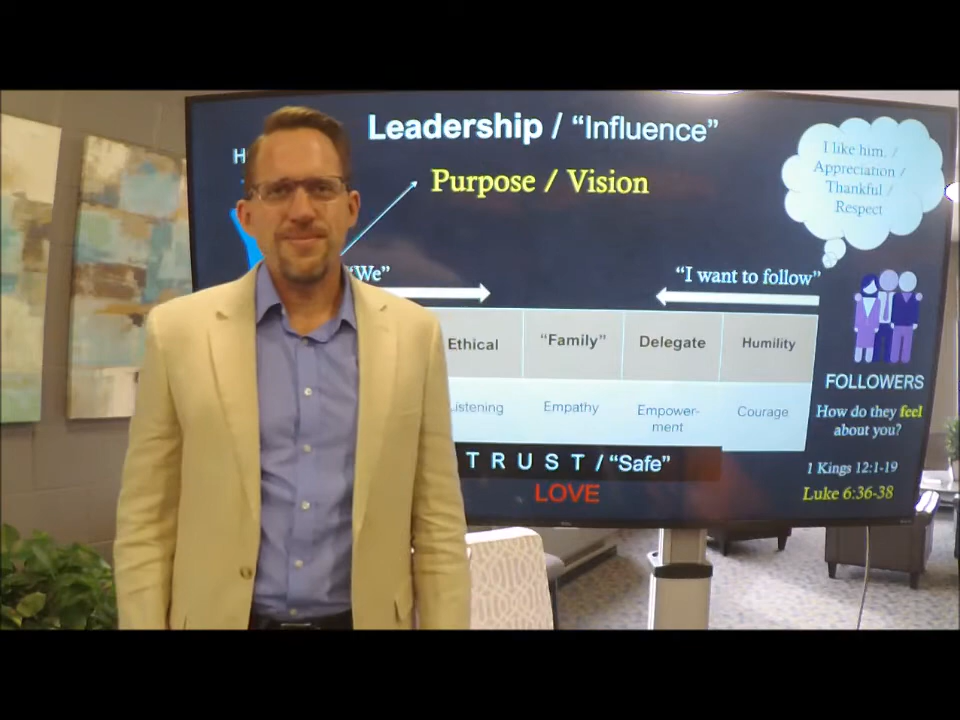 Leadership / “Influence”
H
Purpose / Vision
I like him. /
Appreciation /
Thankful /
Respect
“We”
“I want to follow”
Ethical “Family” Delegate Humility
Listening Empathy Empower-
ment Courage
FOLLOWERS
How do they feel
about you?
T R U S T / “Safe”
LOVE
1 Kings 12:1-19
Luke 6:36-38